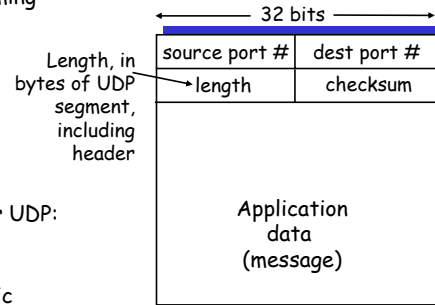 32 bits
source port #
dest port #
Length, in
bytes of UDP
segment,
including
header
length
checksum
UDP:
Application
data
(message)